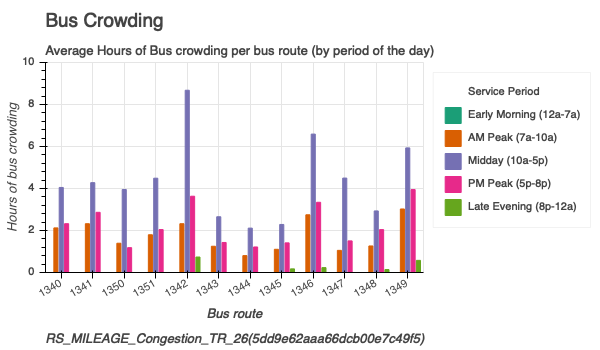 Bus Crowding
Average Hours of Bus crowding per bus route (by period of the day)
10
8
6
4
2
0
Hours of bus crowding
1340 1341 1350 1351 1342 1343 1344 1345 1346 1347 1348 1349
Bus route
Service Period
Early Morning (12a-7a)
AM Peak (7a-10a)
Midday (10a-5p)
PM Peak (5p-8p)
Late Evening (8p-12a)
RS_MILEAGE_Congestion_TR_26(5dd9e62aaa66dcb00e7c49f5)